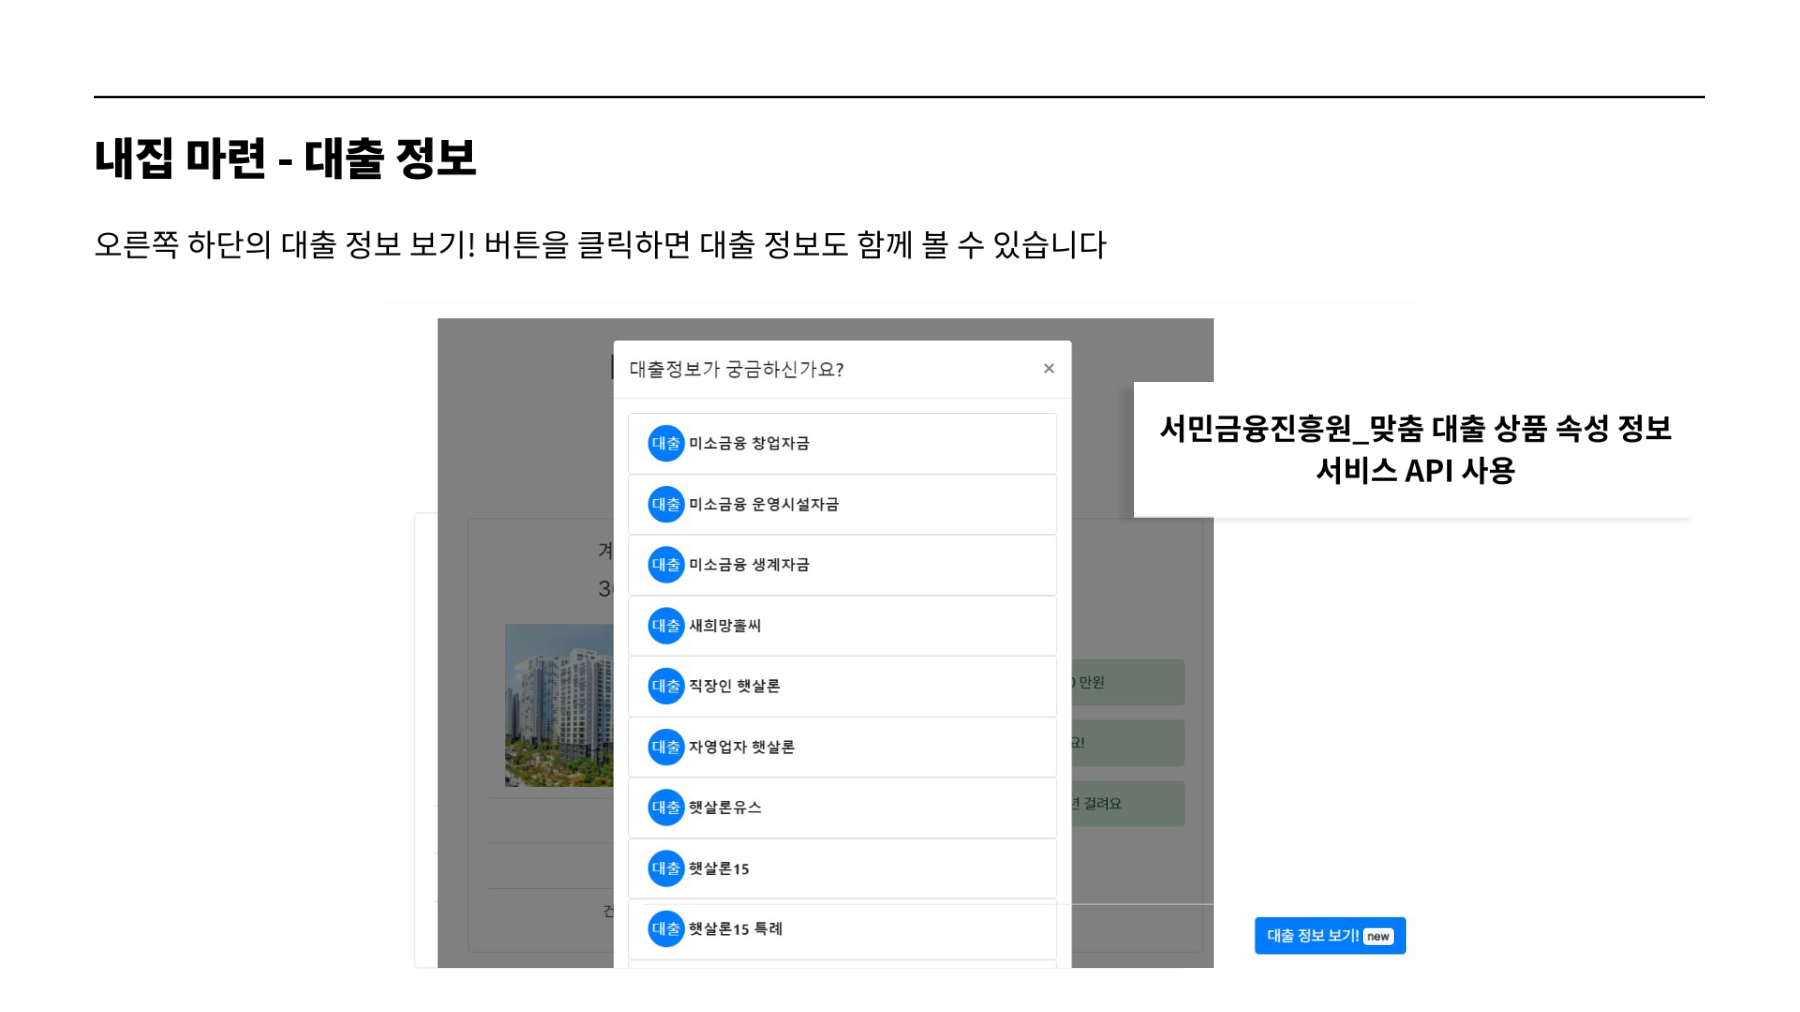 내집 마련 - 대출 정보
오른쪽 하단의 대출 정보 보기! 버튼을 클릭하면 대출 정보도 함께 볼 수 있습니다
대출정보가 궁금하신가요? ×
서민금융진흥원_맞춤 대출 상품 속성 정보
서비스 API 사용
대출 미소금융 창업자금
대출 미소금융 운영시설자금
대출 미소금융 생계자금
대출 새희망홀씨
대출 직장인 햇살론
만원
대출 자영업자 햇살론
요!
대출 햇살론유스
년 걸려요
대출 햇살론15
대출 햇살론15 특례
대출 정보 보기! new